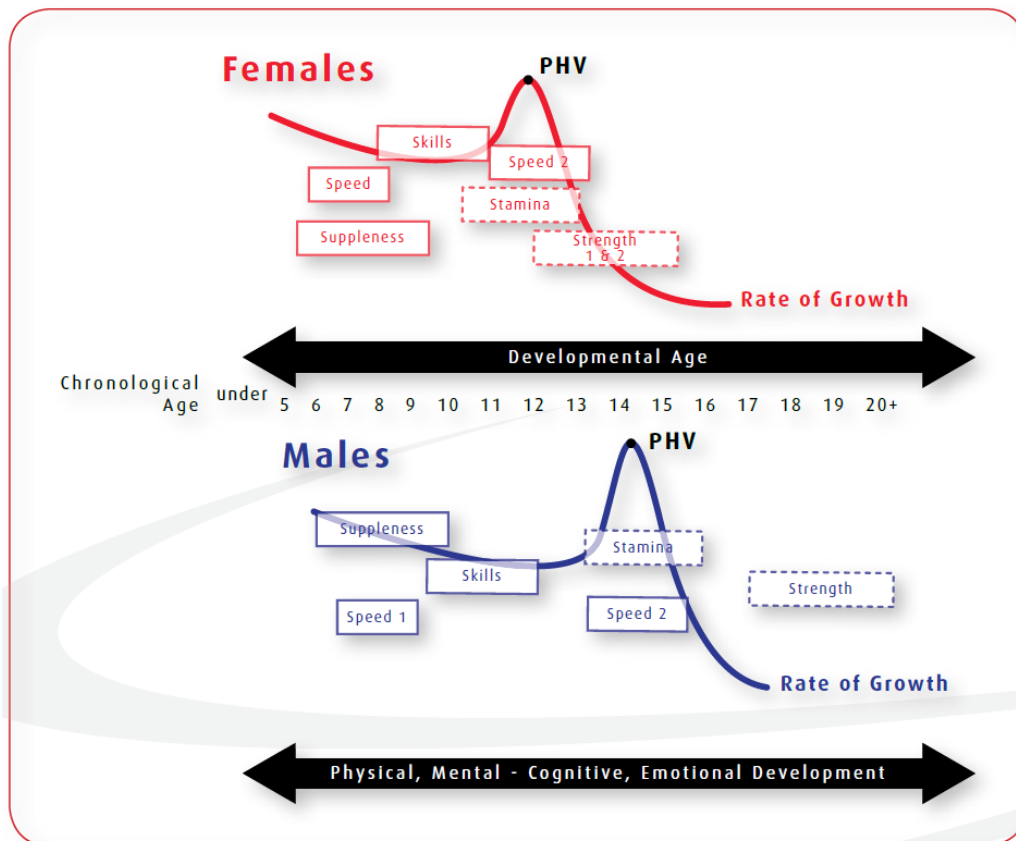 PHV
Females
Skills
Speed 2
Speed
Stamina
Suppleness
Strength
1 & 2
Rate of Growth
Developmental Age
Chronological
Age
under 5 6 7 8 9 10 11 12 13 14 15 16 17 18 19 20+
PHV
Males
Suppleness
Stamina
Skills
Strength
Speed 1
Speed 2
Rate of Growth
Physical, Mental - Cognitive, Emotional Development